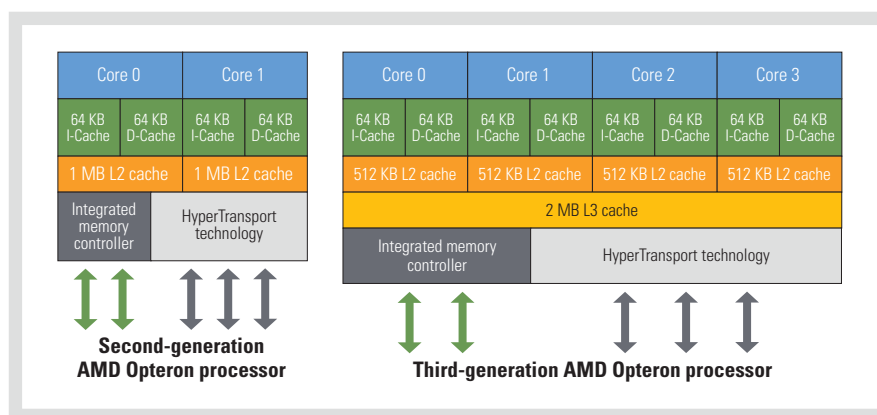 Core 0
Core 1
64 KB
I-Cache
64 KB
D-Cache
64 KB
I-Cache
64 KB
D-Cache
1 MB L2 cache
1 MB L2 cache
Integrated
memory
controller
HyperTransport
technology
Second-generation
AMD Opteron processor
Core 0
Core 1
Core 2
Core 3
64 KB
I-Cache
64 KB
D-Cache
64 KB
I-Cache
64 KB
D-Cache
64 KB
I-Cache
64 KB
D-Cache
64 KB
I-Cache
64 KB
D-Cache
512 KB L2 cache
512 KB L2 cache
512 KB L2 cache
512 KB L2 cache
2 MB L3 cache
Integrated memory
controller
HyperTransport technology
Third-generation AMD Opteron processor